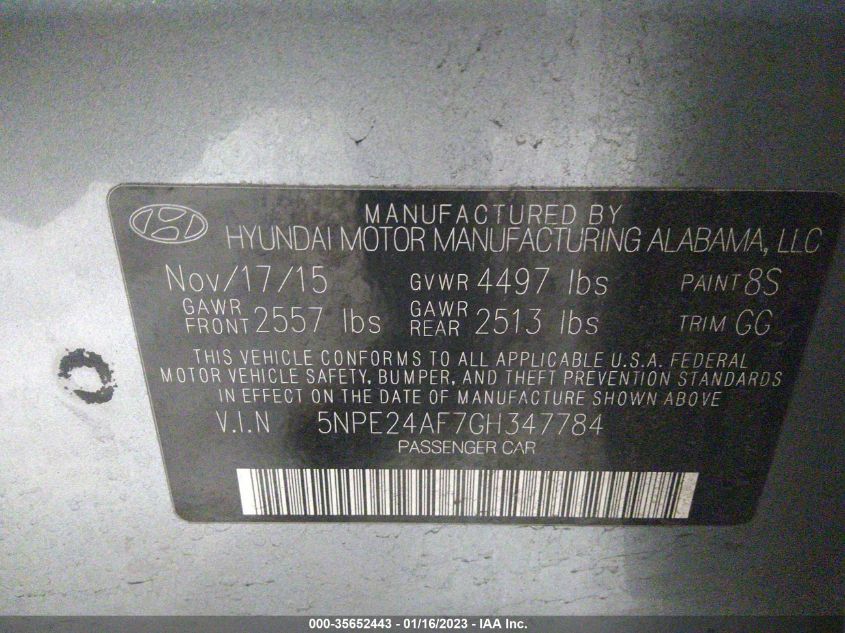 MANUFACTURED BY
HYUNDAI MOTOR MANUFACTURING ALABAMA, LLC
Nov/17/15 GVWR 4497 lbs PAINT 8S
GAWR FRONT 2557 lbs GAWR REAR 2513 lbs TRIM GG
THIS VEHICLE CONFORMS TO ALL APPLICABLE U.S.A. FEDERAL
MOTOR VEHICLE SAFETY, BUMPER, AND THEFT PREVENTION STANDARDS
IN EFFECT ON THE DATE OF MANUFACTURE SHOWN ABOVE
V.I.N 5NPE24AF7GH347784
PASSENGER CAR
000-35652443 - 01/16/2023 - IAA Inc.